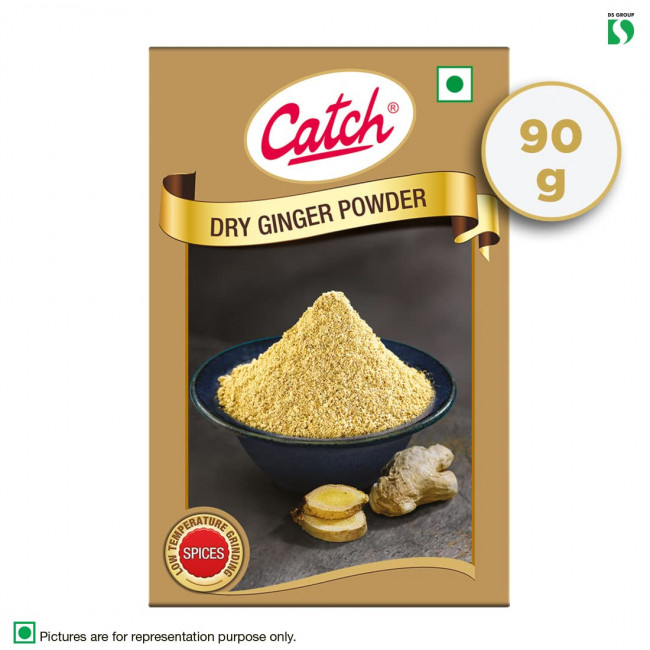 DS GROUP
Catch®
90
g
DRY GINGER POWDER
LOW TEMPERATURE GRINDING
SPICES
Pictures are for representation purpose only.